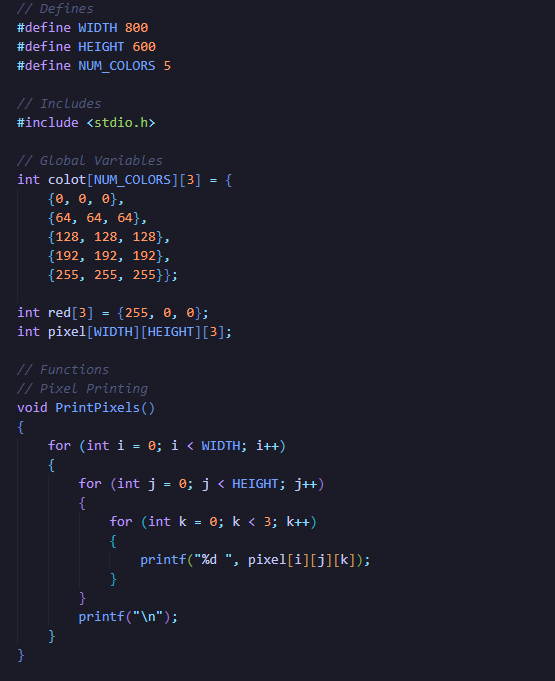 // Defines
#define WIDTH 800
#define HEIGHT 600
#define NUM_COLORS 5
// Includes
#include <stdio.h>
// Global Variables
int colot[NUM_COLORS][3] = {
    {0, 0, 0},
    {64, 64, 64},
    {128, 128, 128},
    {192, 192, 192},
    {255, 255, 255}};
int red[3] = {255, 0, 0};
int pixel[WIDTH][HEIGHT][3];
// Functions
// Pixel Printing
void PrintPixels()
{
    for (int i = 0; i < WIDTH; i++)
    {
        for (int j = 0; j < HEIGHT; j++)
        {
            for (int k = 0; k < 3; k++)
            {
                printf("%d ", pixel[i][j][k]);
            }
        }
        printf("\n");
    }
}